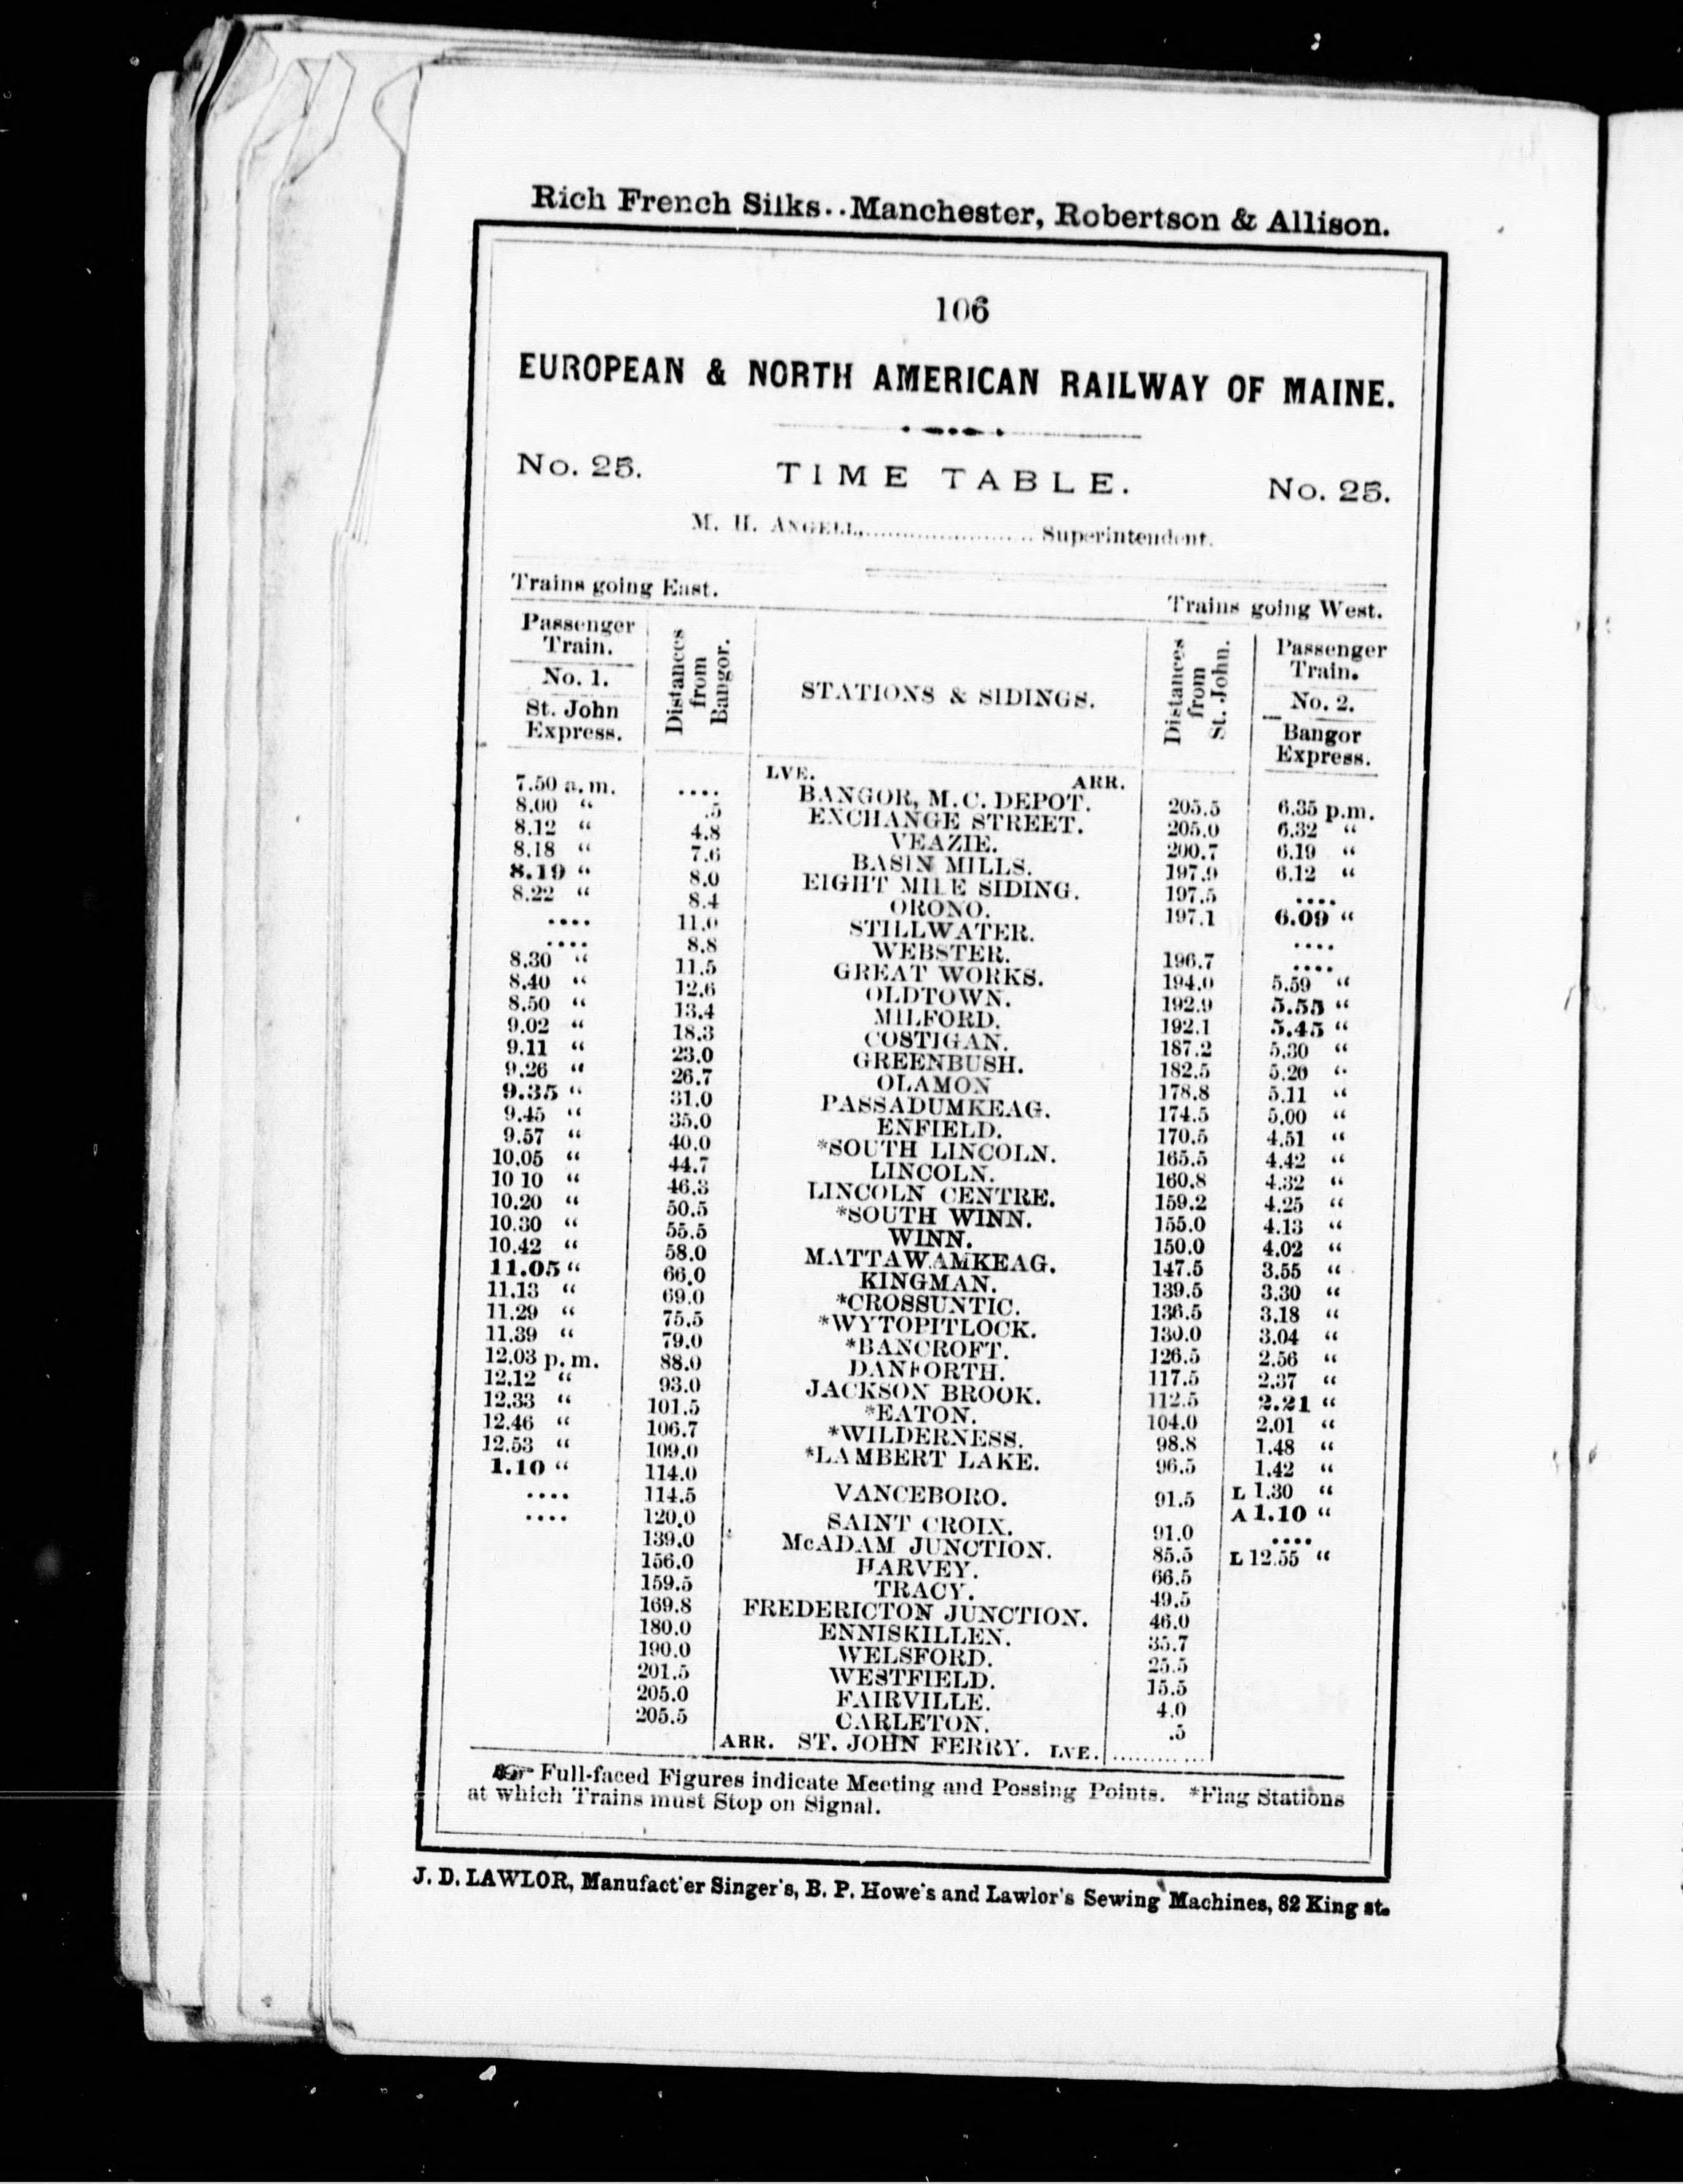 Rich French Silks..Manchester, Robertson & Allison.
106
EUROPEAN & NORTH AMERICAN RAILWAY OF MAINE.
No. 25. TIME TABLE. No. 25.
M. H. ANGELL,........................ Superintendent.
Trains going East. Trains going West.
Passenger Train. No. 1. St. John Express.
Distances from Bangor.
STATIONS & SIDINGS.
Distances from St. John.
Passenger Train. No. 2. Bangor Express.
LVE. ARR.
7.50 a.m. .... BANGOR, M.C. DEPOT. 205.5 6.35 p.m.
8.00 “ .5 EXCHANGE STREET. 205.0 6.32 “
8.12 “ 4.8 VEAZIE. 200.7 6.19 “
8.18 “ 7.6 BASIN MILLS. 197.9 6.12 “
8.19 “ 8.0 EIGHT MILE SIDING. 197.5 ....
8.22 “ 8.4 ORONO. 197.1 6.09 “
.... 11.0 STILLWATER. ....
.... 8.8 WEBSTER. 196.7 ....
8.30 “ 11.5 GREAT WORKS. 194.0 5.59 “
8.40 “ 12.6 OLDTOWN. 192.9 5.55 “
8.50 “ 13.4 MILFORD. 192.1 5.45 “
9.02 “ 18.3 COSTIGAN. 187.2 5.30 “
9.11 “ 23.0 GREENBUSH. 182.5 5.20 “
9.26 “ 26.7 OLAMON 178.8 5.11 “
9.35 “ 31.0 PASSADUMKEAG. 174.5 5.00 “
9.45 “ 35.0 ENFIELD. 170.5 4.51 “
9.57 “ 40.0 *SOUTH LINCOLN. 165.5 4.42 “
10.05 “ 44.7 LINCOLN. 160.8 4.32 “
10 10 “ 46.3 LINCOLN CENTRE. 159.2 4.25 “
10.20 “ 50.5 *SOUTH WINN. 155.0 4.13 “
10.30 “ 55.5 WINN. 150.0 4.02 “
10.42 “ 58.0 MATTAWAMKEAG. 147.5 3.55 “
11.05 “ 66.0 KINGMAN. 139.5 3.30 “
11.13 “ 69.0 *CROSSUNTIC. 136.5 3.18 “
11.29 “ 75.5 *WYTOPITLOCK. 130.0 3.04 “
11.39 “ 79.0 *BANCROFT. 126.5 2.56 “
12.03 p.m. 88.0 DANFORTH. 117.5 2.37 “
12.12 “ 93.0 JACKSON BROOK. 112.5 2.21 “
12.33 “ 101.5 *EATON. 104.0 2.01 “
12.46 “ 106.7 *WILDERNESS. 98.8 1.48 “
12.53 “ 109.0 *LAMBERT LAKE. 96.5 1.42 “
1.10 “ 114.0 VANCEBORO. 91.5 L 1.30 “
A 1.10 “
.... 114.5 SAINT CROIX. 91.0 ....
.... 120.0 McADAM JUNCTION. 85.5 L 12.55 “
139.0 HARVEY. 66.5
156.0 TRACY. 49.5
159.5 FREDERICTON JUNCTION. 46.0
169.8 ENNISKILLEN. 35.7
180.0 WELSFORD. 25.5
190.0 WESTFIELD. 15.5
201.5 FAIRVILLE. 4.0
205.0 CARLETON. .5
205.5 ARR. ST. JOHN FERRY. LVE. ............
☞ Full-faced Figures indicate Meeting and Possing Points. *Flag Stations
at which Trains must Stop on Signal.
J. D. LAWLOR, Manufact'er Singer's, B. P. Howe's and Lawlor's Sewing Machines, 82 King st.